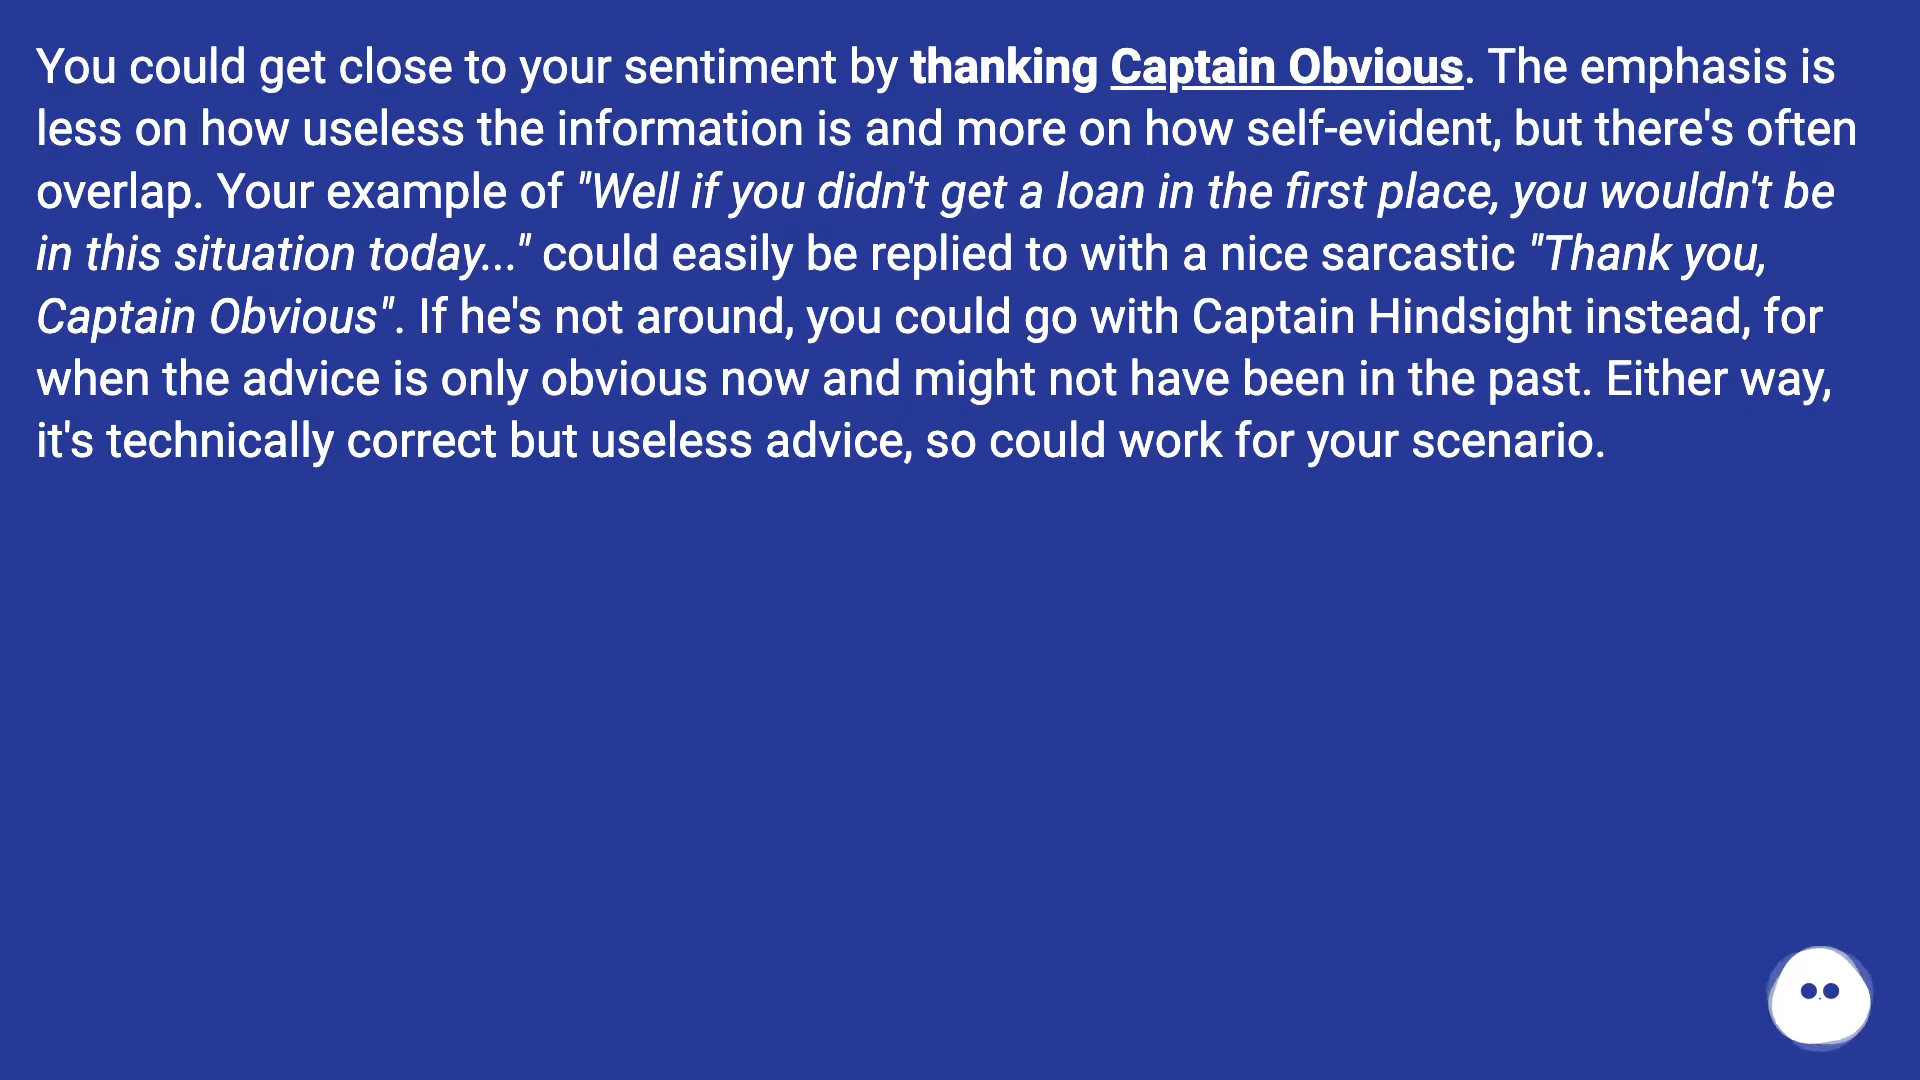 You could get close to your sentiment by thanking Captain Obvious. The emphasis is
less on how useless the information is and more on how self-evident, but there's often
overlap. Your example of "Well if you didn't get a loan in the first place, you wouldn't be
in this situation today..." could easily be replied to with a nice sarcastic "Thank you,
Captain Obvious". If he's not around, you could go with Captain Hindsight instead, for
when the advice is only obvious now and might not have been in the past. Either way,
it's technically correct but useless advice, so could work for your scenario.